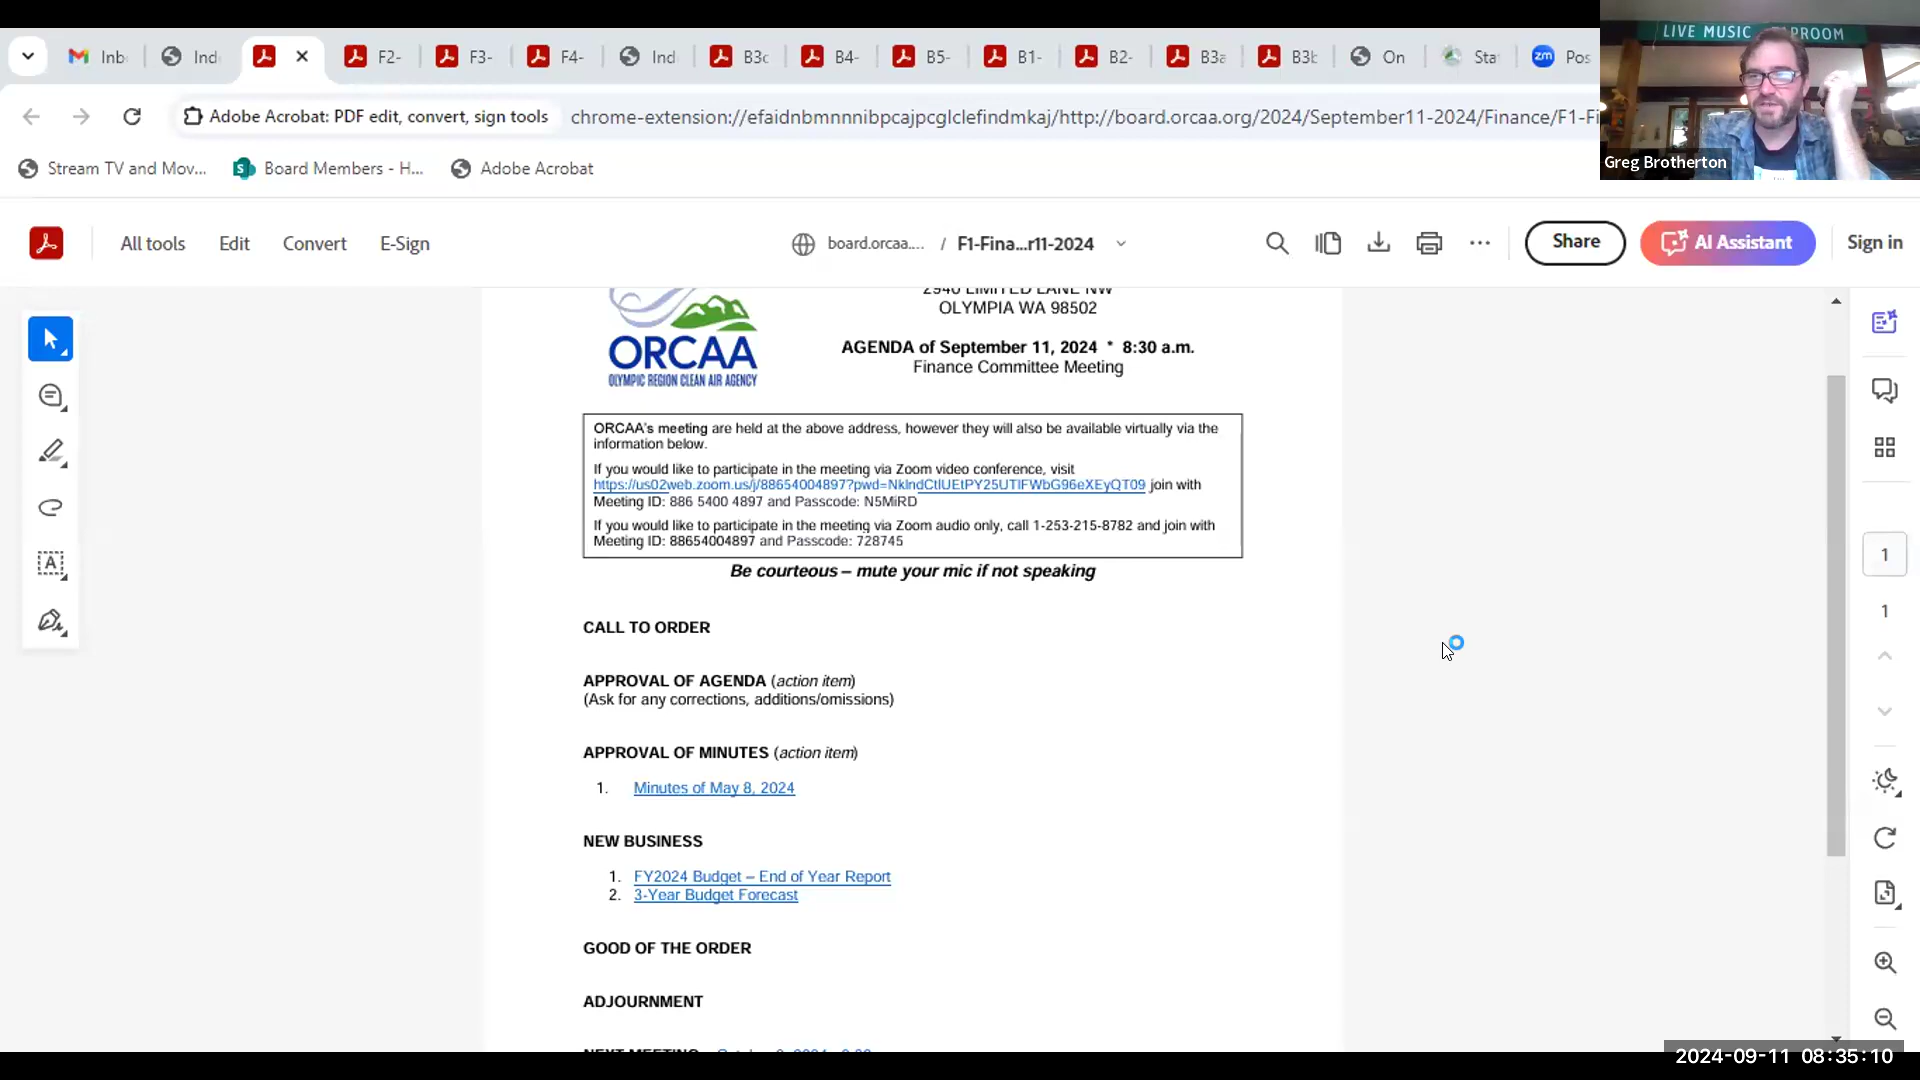 LIVE MUSIC TAPROOM
Greg Brotherton
Inb
Ind
F2-
F3-
F4-
Ind
B3c
B4-
B5-
B1-
B2-
B3a
B3b
On
Sta
zm Pos
Adobe Acrobat: PDF edit, convert, sign tools
chrome-extension://efaidnbmnnnibpcajpcglclefindmkaj/http://board.orcaa.org/2024/September11-2024/Finance/F1-Fi
Stream TV and Mov...
Board Members - H...
Adobe Acrobat
All tools
Edit
Convert
E-Sign
board.orcaa.... / F1-Fina...r11-2024
Share
AI Assistant
Sign in
2940 LIMITED LANE NW
OLYMPIA WA 98502
ORCAA
OLYMPIC REGION CLEAN AIR AGENCY
AGENDA of September 11, 2024 * 8:30 a.m.
Finance Committee Meeting
ORCAA's meeting are held at the above address, however they will also be available virtually via the
information below.
If you would like to participate in the meeting via Zoom video conference, visit
https://us02web.zoom.us/j/88654004897?pwd=NklndCtlUEtPY25UTlFWbG96eXEyQT09 join with
Meeting ID: 886 5400 4897 and Passcode: N5MiRD
If you would like to participate in the meeting via Zoom audio only, call 1-253-215-8782 and join with
Meeting ID: 88654004897 and Passcode: 728745
Be courteous – mute your mic if not speaking
CALL TO ORDER
APPROVAL OF AGENDA (action item)
(Ask for any corrections, additions/omissions)
APPROVAL OF MINUTES (action item)
1. Minutes of May 8, 2024
NEW BUSINESS
1. FY2024 Budget – End of Year Report
2. 3-Year Budget Forecast
GOOD OF THE ORDER
ADJOURNMENT
1
1
2024-09-11 08:35:10